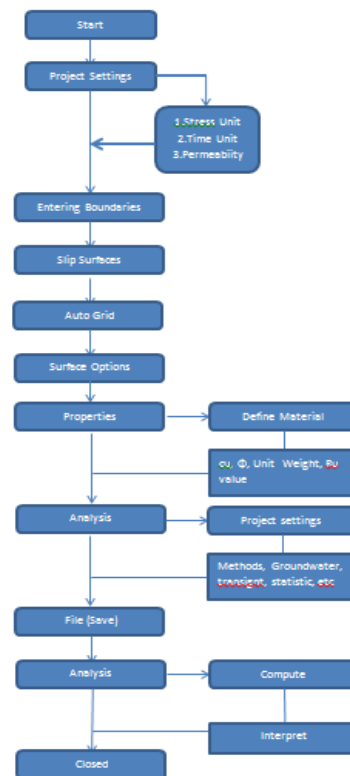 Start
Project Settings
1.Stress Unit
2.Time Unit
3.Permeabiity
Entering Boundaries
Slip Surfaces
Auto Grid
Surface Options
Properties
Define Material
cu, Φ, Unit Weight, Ru
value
Analysis
Project settings
Methods, Groundwater,
transient, statistic, etc
File (Save)
Analysis
Compute
Interpret
Closed